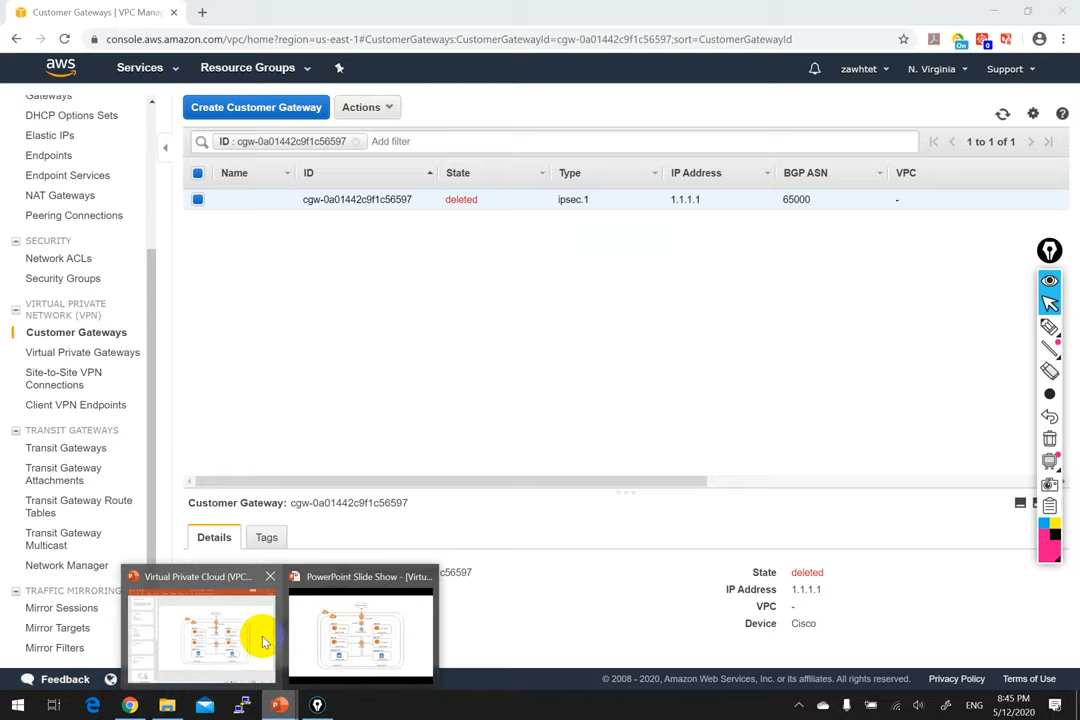 Customer Gateways | VPC Mana
console.aws.amazon.com/vpc/home?region=us-east-1#CustomerGateways:CustomerGatewayId=cgw-0a01442c9f1c56597;sort=CustomerGatewayId
On
0
aws
Services
Resource Groups
zawhtet
N. Virginia
Support
Gateways
DHCP Options Sets
Elastic IPs
Endpoints
Endpoint Services
NAT Gateways
Peering Connections
SECURITY
Network ACLs
Security Groups
VIRTUAL PRIVATE
NETWORK (VPN)
Customer Gateways
Virtual Private Gateways
Site-to-Site VPN
Connections
Client VPN Endpoints
TRANSIT GATEWAYS
Transit Gateways
Transit Gateway
Attachments
Transit Gateway Route
Tables
Transit Gateway
Multicast
Network Manager
TRAFFIC MIRRORING
Mirror Sessions
Mirror Targets
Mirror Filters
Create Customer Gateway
Actions
ID : cgw-0a01442c9f1c56597
Add filter
1 to 1 of 1
Name ID State Type IP Address BGP ASN VPC
cgw-0a01442c9f1c56597 deleted ipsec.1 1.1.1.1 65000 -
Customer Gateway: cgw-0a01442c9f1c56597
Details
Tags
c56597
State deleted
IP Address 1.1.1.1
VPC -
Device Cisco
Virtual Private Cloud (VPC...
PowerPoint Slide Show - [Virtu...
Feedback
© 2008 - 2020, Amazon Web Services, Inc. or its affiliates. All rights reserved.
Privacy Policy
Terms of Use
ENG
8:45 PM
5/12/2020